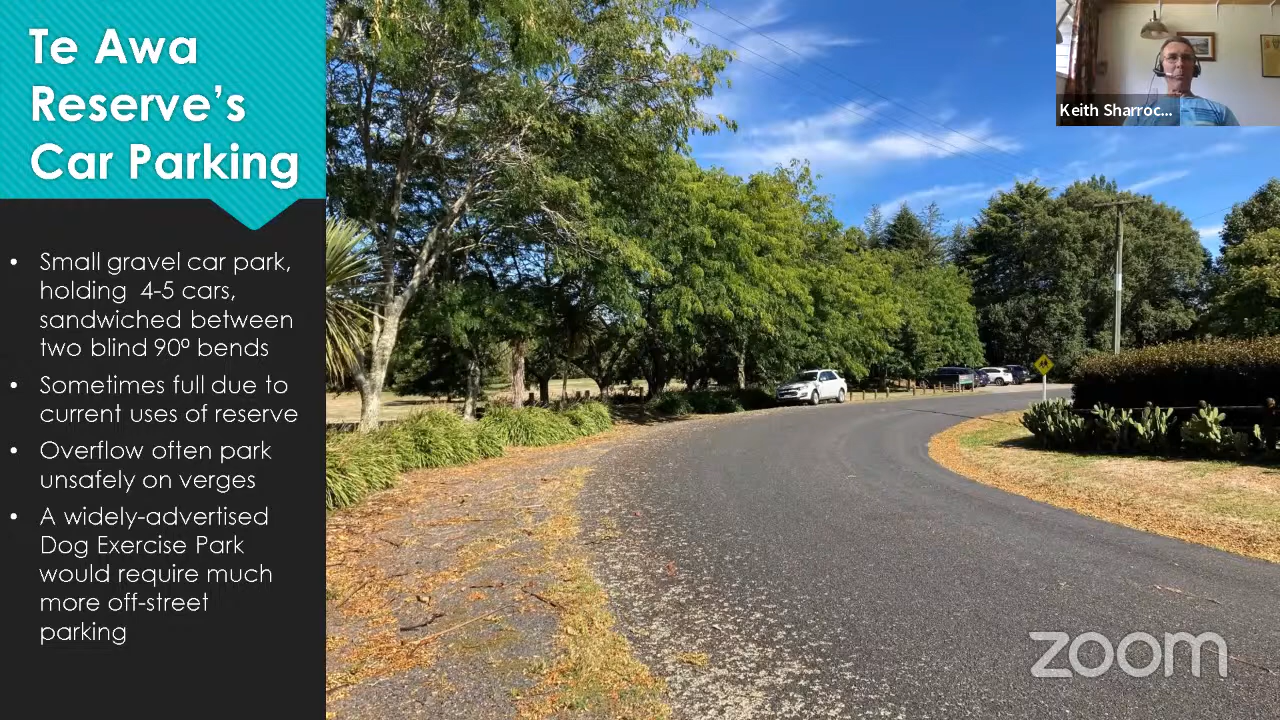 Te Awa
Reserve’s
Car Parking
• Small gravel car park,
holding 4-5 cars,
sandwiched between
two blind 90º bends
• Sometimes full due to
current uses of reserve
• Overflow often park
unsafely on verges
• A widely-advertised
Dog Exercise Park
would require much
more off-street
parking
Keith Sharroc...
zoom